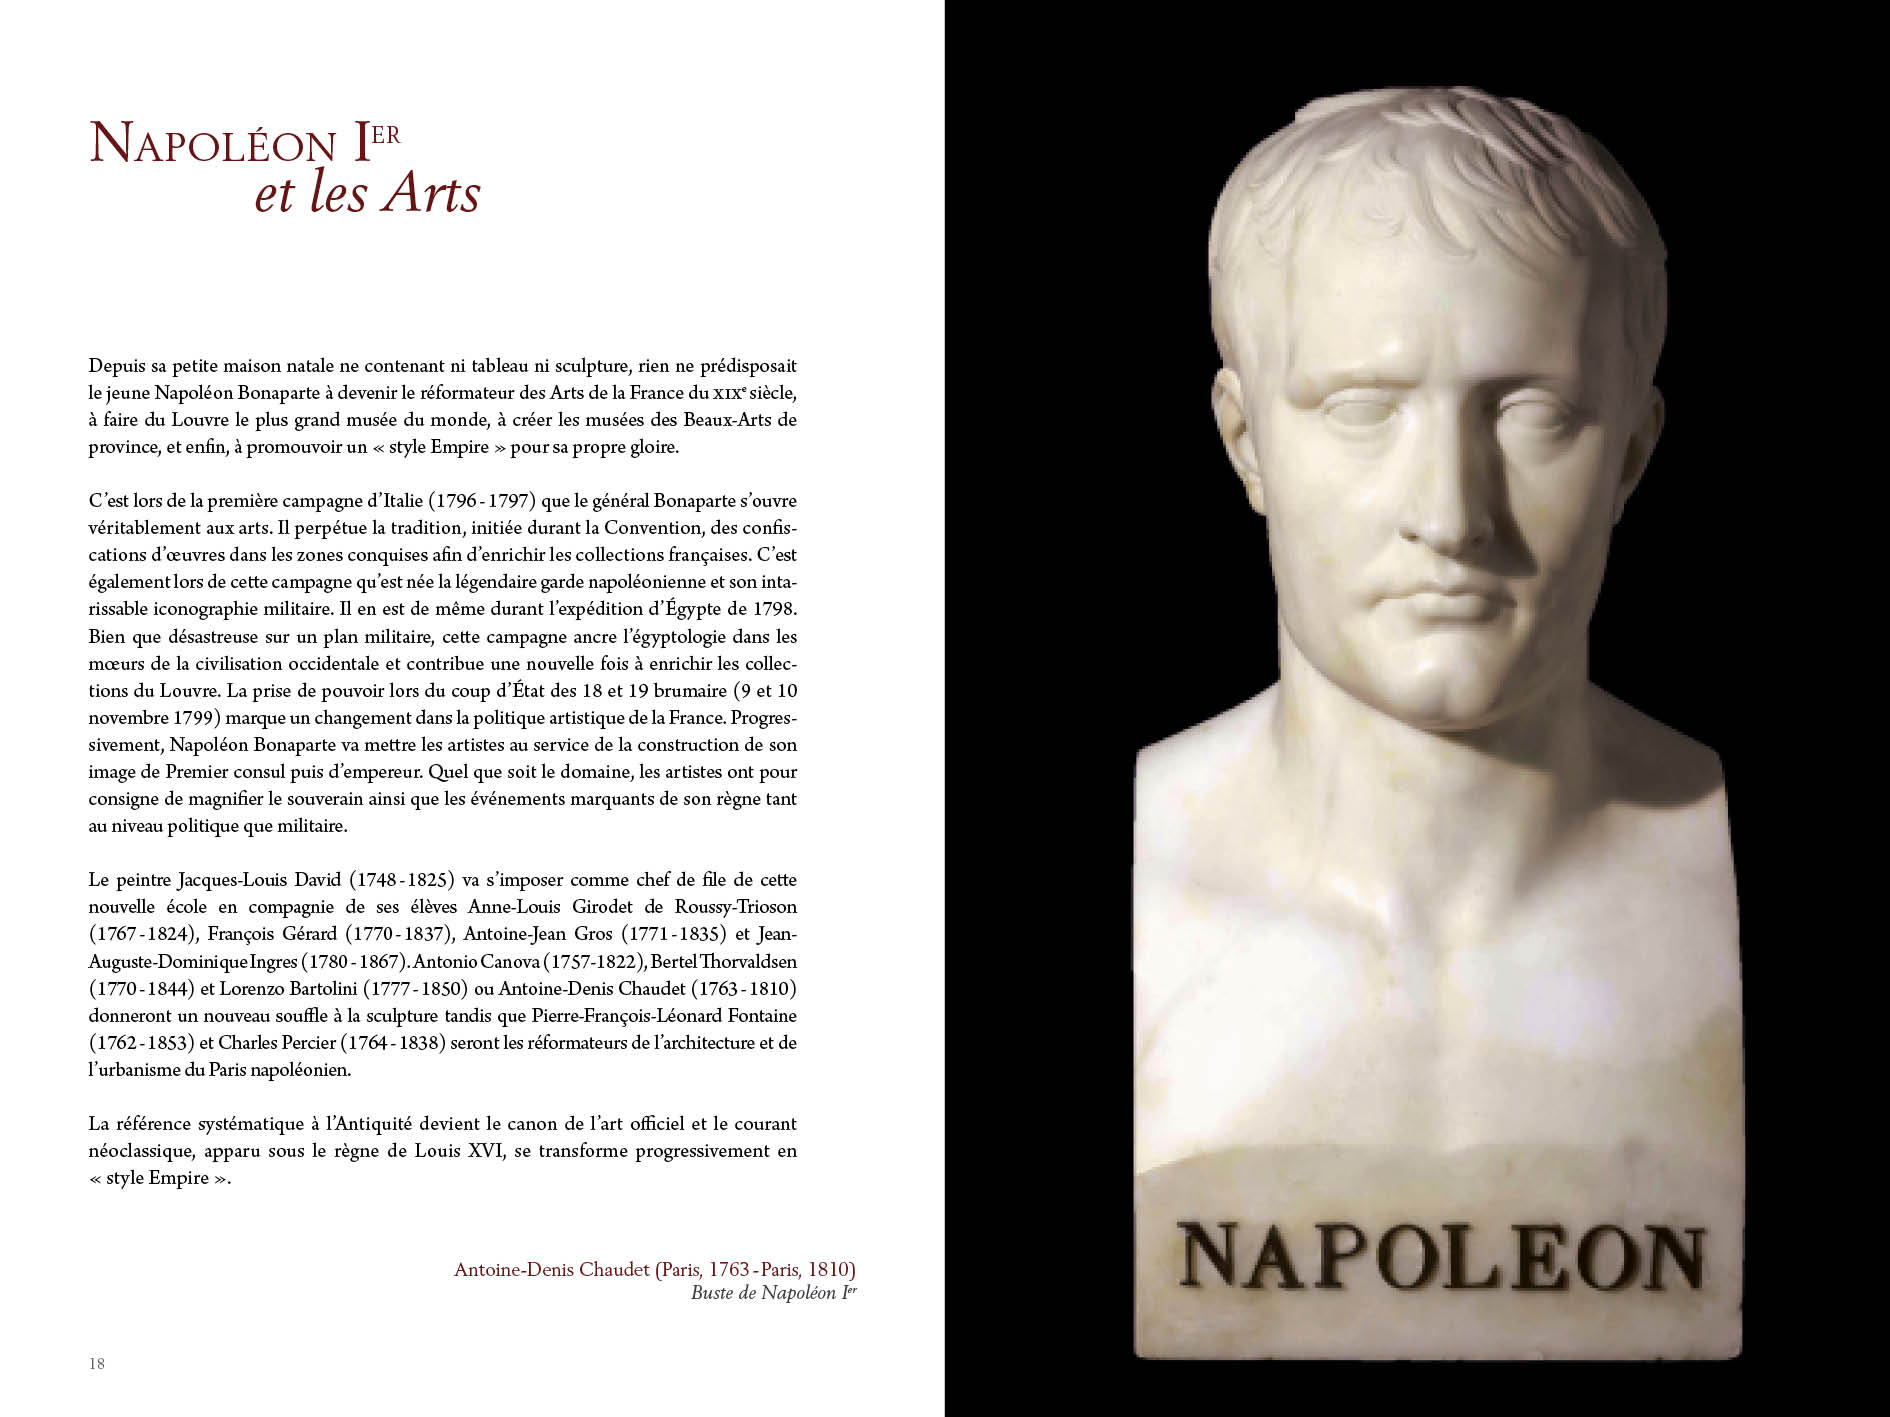 NAPOLÉON IER
et les Arts
Depuis sa petite maison natale ne contenant ni tableau ni sculpture, rien ne prédisposait
le jeune Napoléon Bonaparte à devenir le réformateur des Arts de la France du XIXe siècle,
à faire du Louvre le plus grand musée du monde, à créer les musées des Beaux-Arts de
province, et enfin, à promouvoir un « style Empire » pour sa propre gloire.
C’est lors de la première campagne d’Italie (1796 - 1797) que le général Bonaparte s’ouvre
véritablement aux arts. Il perpétue la tradition, initiée durant la Convention, des confis-
cations d’œuvres dans les zones conquises afin d’enrichir les collections françaises. C’est
également lors de cette campagne qu’est née la légendaire garde napoléonienne et son inta-
rissable iconographie militaire. Il en est de même durant l’expédition d’Égypte de 1798.
Bien que désastreuse sur un plan militaire, cette campagne ancre l’égyptologie dans les
mœurs de la civilisation occidentale et contribue une nouvelle fois à enrichir les collec-
tions du Louvre. La prise de pouvoir lors du coup d’État des 18 et 19 brumaire (9 et 10
novembre 1799) marque un changement dans la politique artistique de la France. Progres-
sivement, Napoléon Bonaparte va mettre les artistes au service de la construction de son
image de Premier consul puis d’empereur. Quel que soit le domaine, les artistes ont pour
consigne de magnifier le souverain ainsi que les événements marquants de son règne tant
au niveau politique que militaire.
Le peintre Jacques-Louis David (1748 - 1825) va s’imposer comme chef de file de cette
nouvelle école en compagnie de ses élèves Anne-Louis Girodet de Roussy-Trioson
(1767 - 1824), François Gérard (1770 - 1837), Antoine-Jean Gros (1771 - 1835) et Jean-
Auguste-Dominique Ingres (1780 - 1867). Antonio Canova (1757-1822), Bertel Thorvaldsen
(1770 - 1844) et Lorenzo Bartolini (1777 - 1850) ou Antoine-Denis Chaudet (1763 - 1810)
donneront un nouveau souffle à la sculpture tandis que Pierre-François-Léonard Fontaine
(1762 - 1853) et Charles Percier (1764 - 1838) seront les réformateurs de l’architecture et de
l’urbanisme du Paris napoléonien.
La référence systématique à l’Antiquité devient le canon de l’art officiel et le courant
néoclassique, apparu sous le règne de Louis XVI, se transforme progressivement en
« style Empire ».
Antoine-Denis Chaudet (Paris, 1763 - Paris, 1810)
Buste de Napoléon Ier
18
NAPOLEON